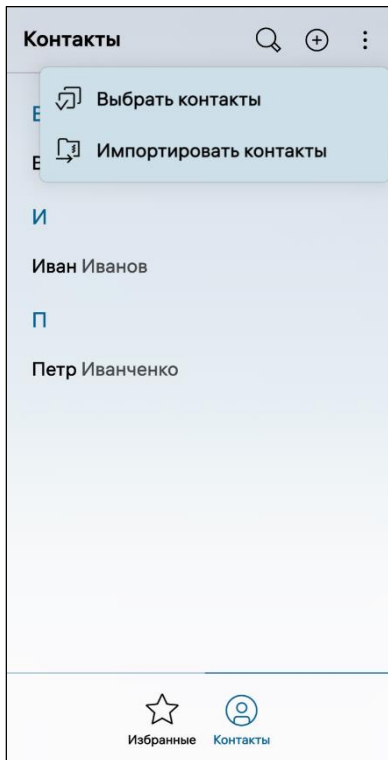 Контакты
Выбрать контакты
Импортировать контакты
И
Иван Иванов
П
Петр Иванченко
Избранные
Контакты